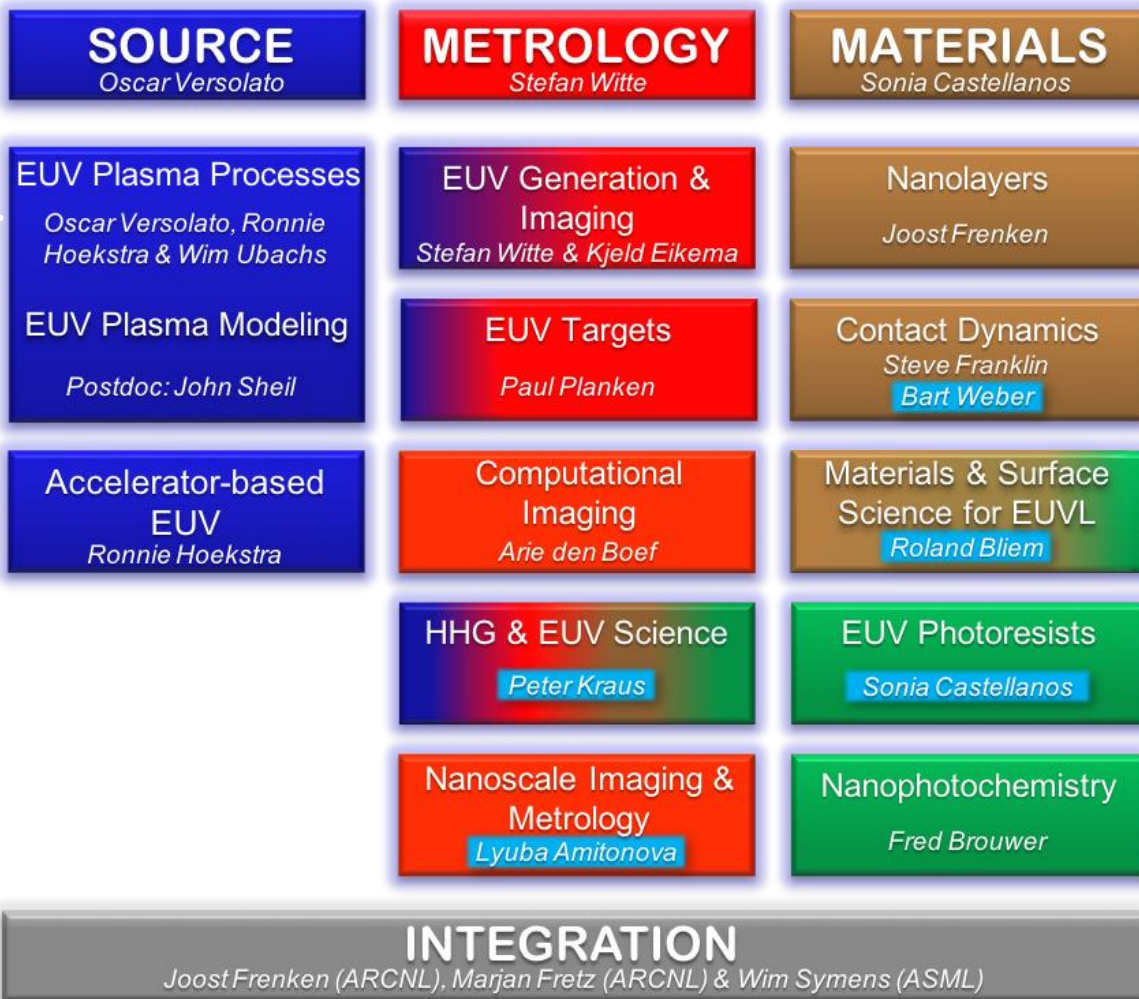 SOURCE
Oscar Versolato
EUV Plasma Processes
Oscar Versolato, Ronnie
Hoekstra & Wim Ubachs
EUV Plasma Modeling
Postdoc: John Sheil
Accelerator-based
EUV
Ronnie Hoekstra
METROLOGY
Stefan Witte
EUV Generation &
Imaging
Stefan Witte & Kjeld Eikema
EUV Targets
Paul Planken
Computational
Imaging
Arie den Boef
HHG & EUV Science
Peter Kraus
Nanoscale Imaging &
Metrology
Lyuba Amitonova
MATERIALS
Sonia Castellanos
Nanolayers
Joost Frenken
Contact Dynamics
Steve Franklin
Bart Weber
Materials & Surface
Science for EUVL
Roland Bliem
EUV Photoresists
Sonia Castellanos
Nanophotochemistry
Fred Brouwer
INTEGRATION
Joost Frenken (ARCNL), Marjan Fretz (ARCNL) & Wim Symens (ASML)